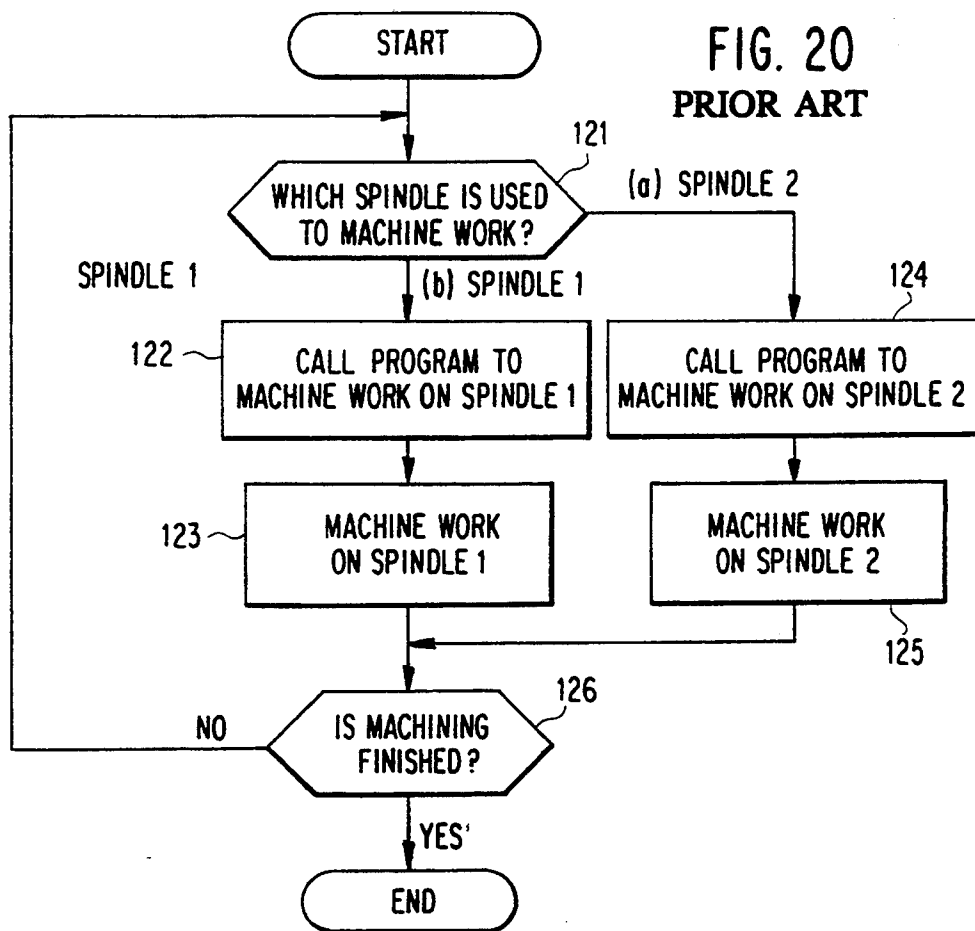 START
FIG. 20
PRIOR ART
121
WHICH SPINDLE IS USED
TO MACHINE WORK?
(a) SPINDLE 2
SPINDLE 1
(b) SPINDLE 1
122
CALL PROGRAM TO
MACHINE WORK ON SPINDLE 1
124
CALL PROGRAM TO
MACHINE WORK ON SPINDLE 2
123
MACHINE WORK
ON SPINDLE 1
MACHINE WORK
ON SPINDLE 2
125
126
IS MACHINING
FINISHED?
NO
YES
END